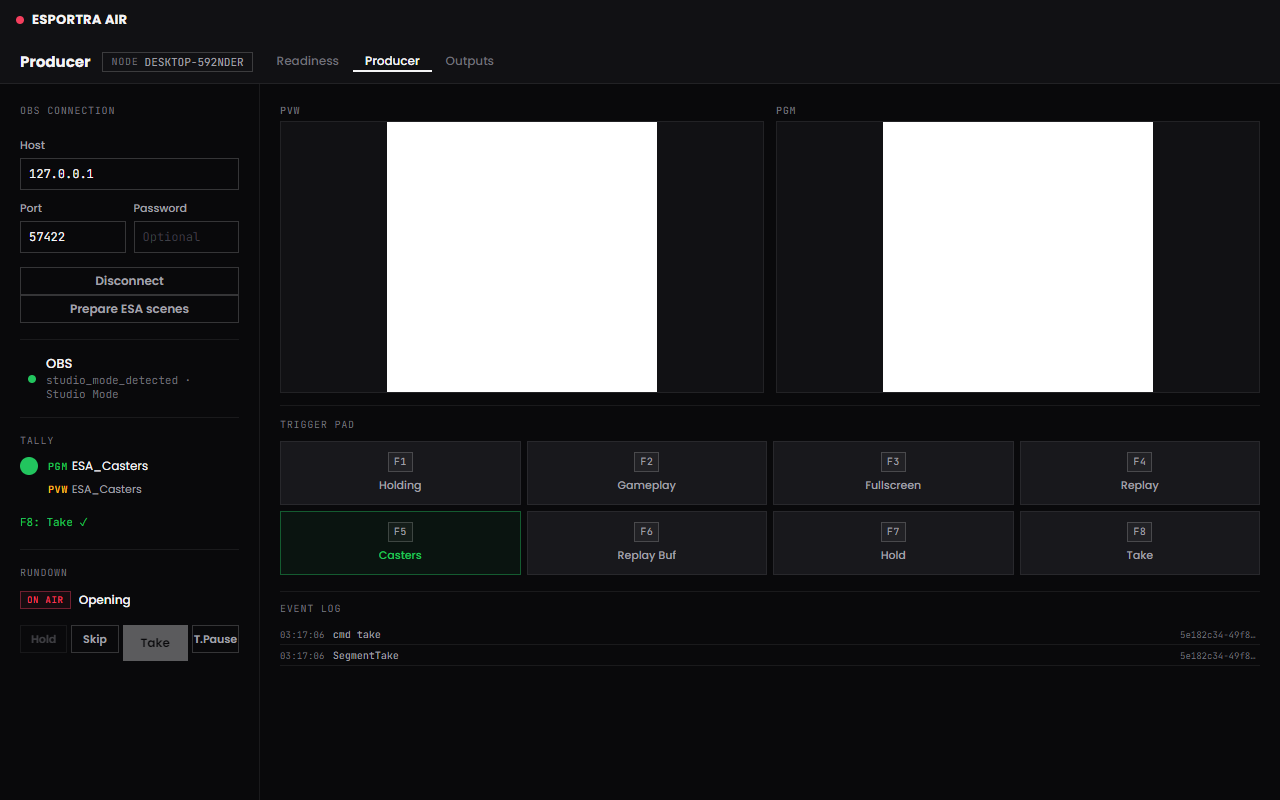 ESPORTRA AIR
Producer
NODE DESKTOP-592NDER
Readiness
Producer
Outputs
OBS CONNECTION
Host
127.0.0.1
Port
Password
57422
Optional
Disconnect
Prepare ESA scenes
OBS
studio_mode_detected ·
Studio Mode
TALLY
PGM ESA_Casters
PVW ESA_Casters
F8: Take ✓
RUNDOWN
ON AIR Opening
Hold
Skip
Take
T.Pause
PVW
PGM
TRIGGER PAD
F1
Holding
F2
Gameplay
F3
Fullscreen
F4
Replay
F5
Casters
F6
Replay Buf
F7
Hold
F8
Take
EVENT LOG
03:17:06 cmd take 5e182c34-49f8…
03:17:06 SegmentTake 5e182c34-49f8…